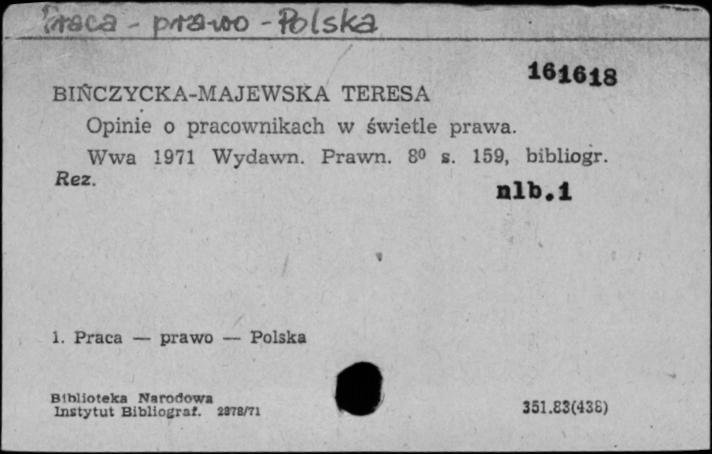 Praca - prawo - Polska
161618
BIŃCZYCKA-MAJEWSKA TERESA
Opinie o pracownikach w świetle prawa.
Wwa 1971 Wydawn. Prawn. 8⁰ s. 159, bibliogr.
Rez.
nlb.1
1. Praca — prawo — Polska
Biblioteka Narodowa
Instytut Bibliograf. 2378/71
351.83(438)